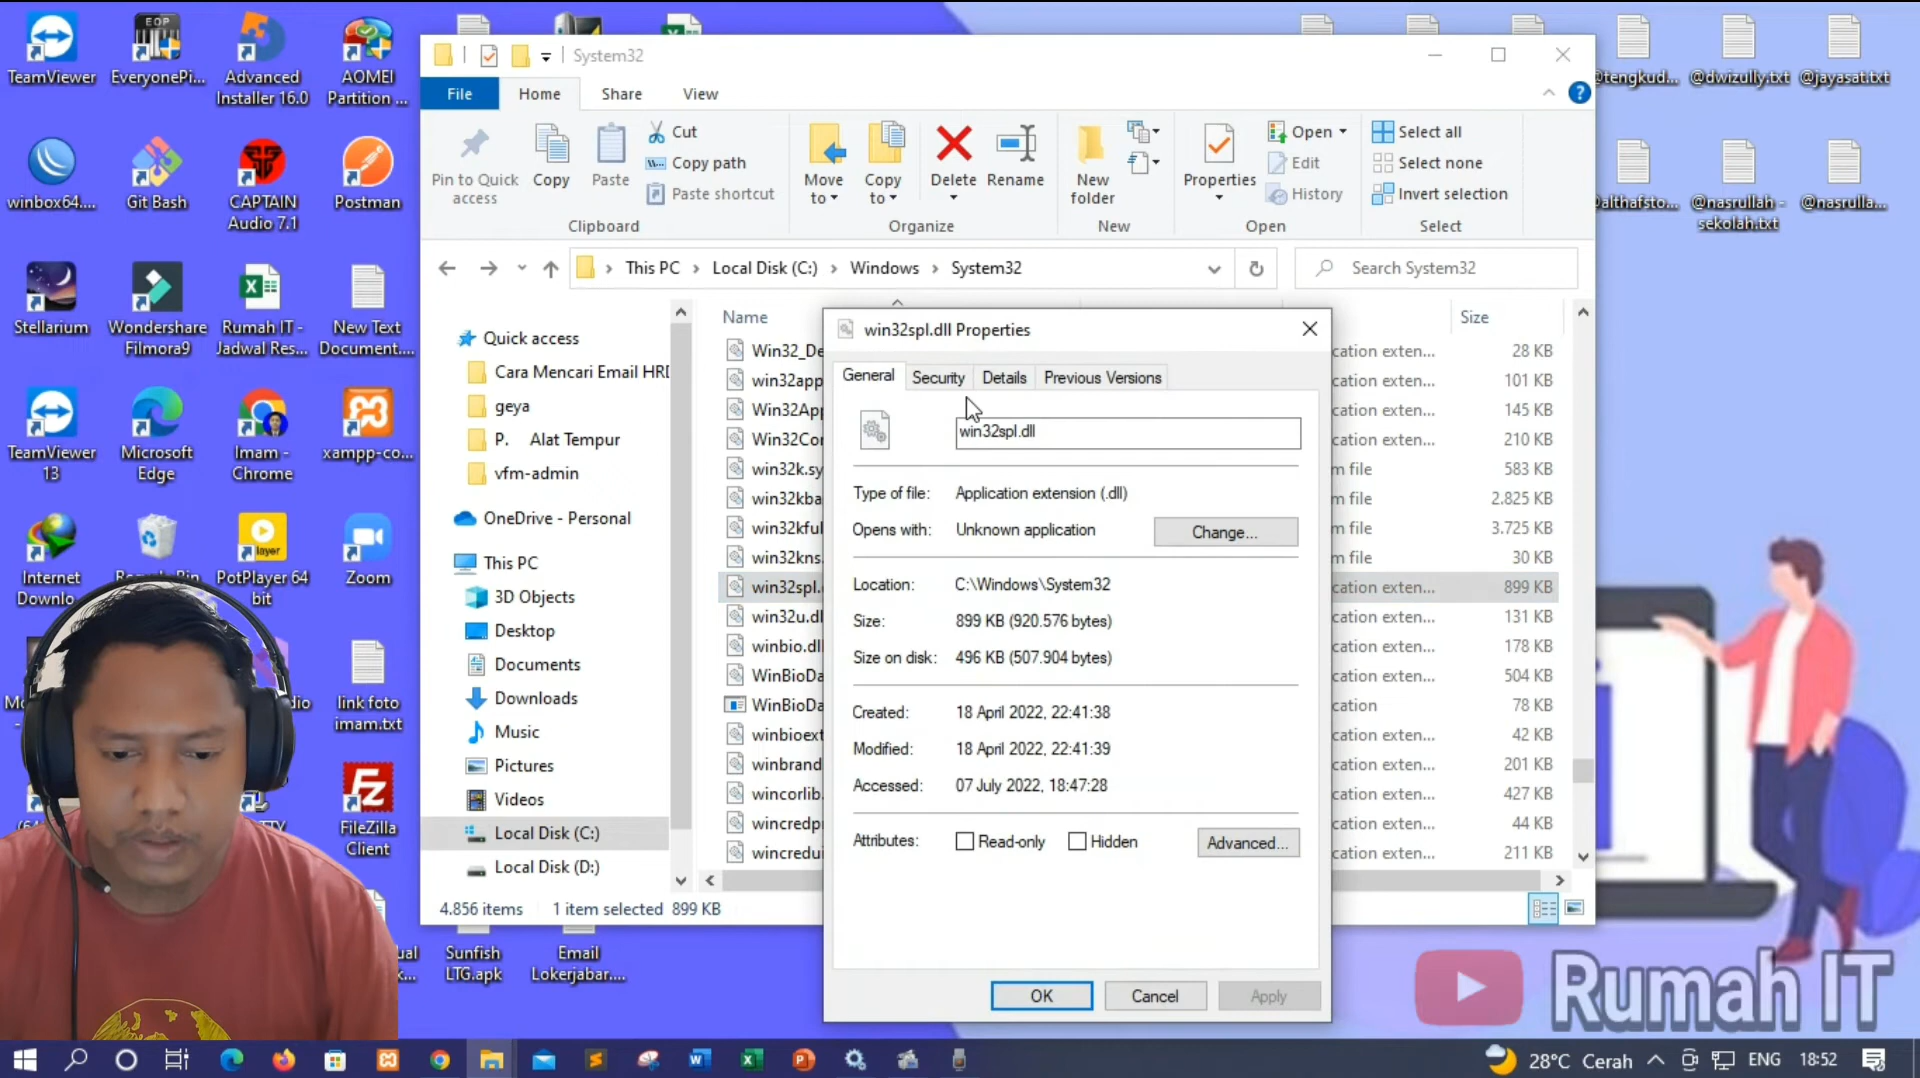 TeamViewer
EveryonePi...
Advanced
Installer 16.0
AOMEI
Partition ...
winbox64....
Git Bash
CAPTAIN
Audio 7.1
Postman
Stellarium
Wondershare
Filmora9
Rumah IT -
Jadwal Res...
New Text
Document....
TeamViewer
13
Microsoft
Edge
Imam -
Chrome
xampp-co...
Internet
Downlo
PotPlayer 64
bit
Zoom
link foto
imam.txt
FileZilla
Client
Sunfish
LTG.apk
Email
Lokerjabar....
@tengkud...
@dwizully.txt
@jayasat.txt
@althafsto...
@nasrullah -
sekolah.txt
@nasrulla...
System32
File
Home
Share
View
Pin to Quick
access
Copy
Paste
Cut
Copy path
Paste shortcut
Clipboard
Move
to
Copy
to
Delete
Rename
Organize
New
folder
New
Properties
Open
Edit
History
Open
Select all
Select none
Invert selection
Select
This PC
Local Disk (C:)
Windows
System32
Search System32
Quick access
Cara Mencari Email HRD
geya
P. Alat Tempur
vfm-admin
OneDrive - Personal
This PC
3D Objects
Desktop
Documents
Downloads
Music
Pictures
Videos
Local Disk (C:)
Local Disk (D:)
Name
Size
Win32_De
cation exten... 28 KB
win32app
cation exten... 101 KB
Win32App
cation exten... 145 KB
Win32Cor
cation exten... 210 KB
win32k.sy
m file 583 KB
win32kba
m file 2.825 KB
win32kful
m file 3.725 KB
win32kns.
m file 30 KB
win32spl.
cation exten... 899 KB
win32u.dl
cation exten... 131 KB
winbio.dll
cation exten... 178 KB
WinBioDa
cation exten... 504 KB
WinBioDa
cation 78 KB
winbioext
cation exten... 42 KB
winbrand
cation exten... 201 KB
wincorlib.
cation exten... 427 KB
wincredpr
cation exten... 44 KB
wincredui
cation exten... 211 KB
4.856 items
1 item selected 899 KB
win32spl.dll Properties
General
Security
Details
Previous Versions
win32spl.dll
Type of file: Application extension (.dll)
Opens with: Unknown application
Change...
Location: C:\Windows\System32
Size: 899 KB (920.576 bytes)
Size on disk: 496 KB (507.904 bytes)
Created: 18 April 2022, 22:41:38
Modified: 18 April 2022, 22:41:39
Accessed: 07 July 2022, 18:47:28
Attributes: Read-only Hidden
Advanced...
OK
Cancel
Apply
Rumah IT
28°C Cerah
ENG
18:52